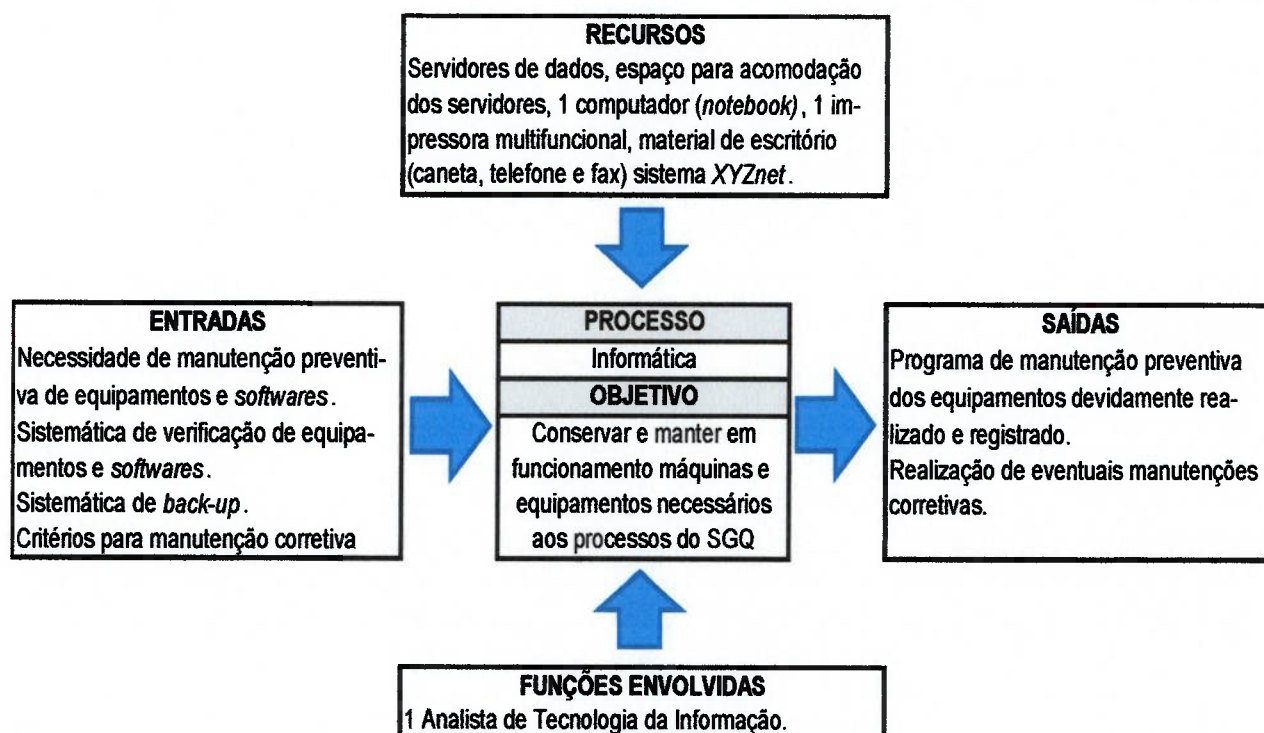 RECURSOS
Servidores de dados, espaço para acomodação
dos servidores, 1 computador (notebook), 1 im-
pressora multifuncional, material de escritório
(caneta, telefone e fax) sistema XYZnet.
ENTRADAS
Necessidade de manutenção preventi-
va de equipamentos e softwares.
Sistemática de verificação de equipa-
mentos e softwares.
Sistemática de back-up.
Critérios para manutenção corretiva
PROCESSO
Informática
OBJETIVO
Conservar e manter em
funcionamento máquinas e
equipamentos necessários
aos processos do SGQ
SAÍDAS
Programa de manutenção preventiva
dos equipamentos devidamente rea-
lizado e registrado.
Realização de eventuais manutenções
corretivas.
FUNÇÕES ENVOLVIDAS
1 Analista de Tecnologia da Informação.